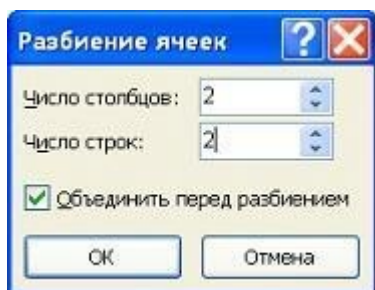 Разбиение ячеек
Число столбцов: 2
Число строк: 2
Объединить перед разбиением
ОК Отмена